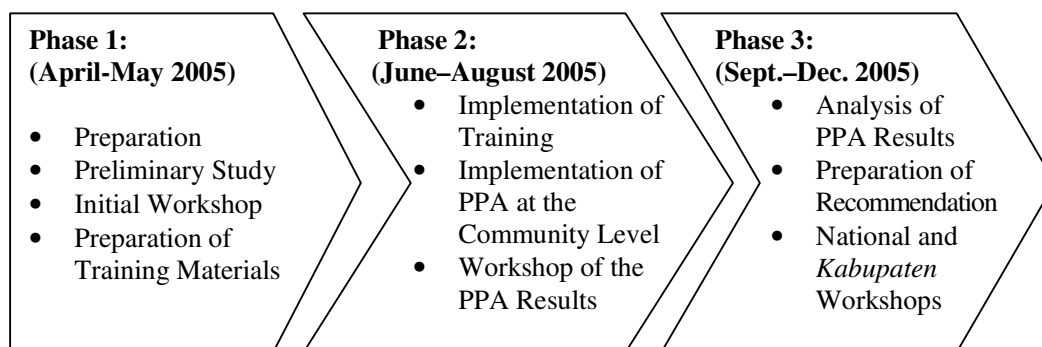 Phase 1:
(April-May 2005)
• Preparation
• Preliminary Study
• Initial Workshop
• Preparation of
Training Materials
Phase 2:
(June–August 2005)
• Implementation of
Training
• Implementation of
PPA at the
Community Level
• Workshop of the
PPA Results
Phase 3:
(Sept.–Dec. 2005)
• Analysis of
PPA Results
• Preparation of
Recommendation
• National and
Kabupaten
Workshops